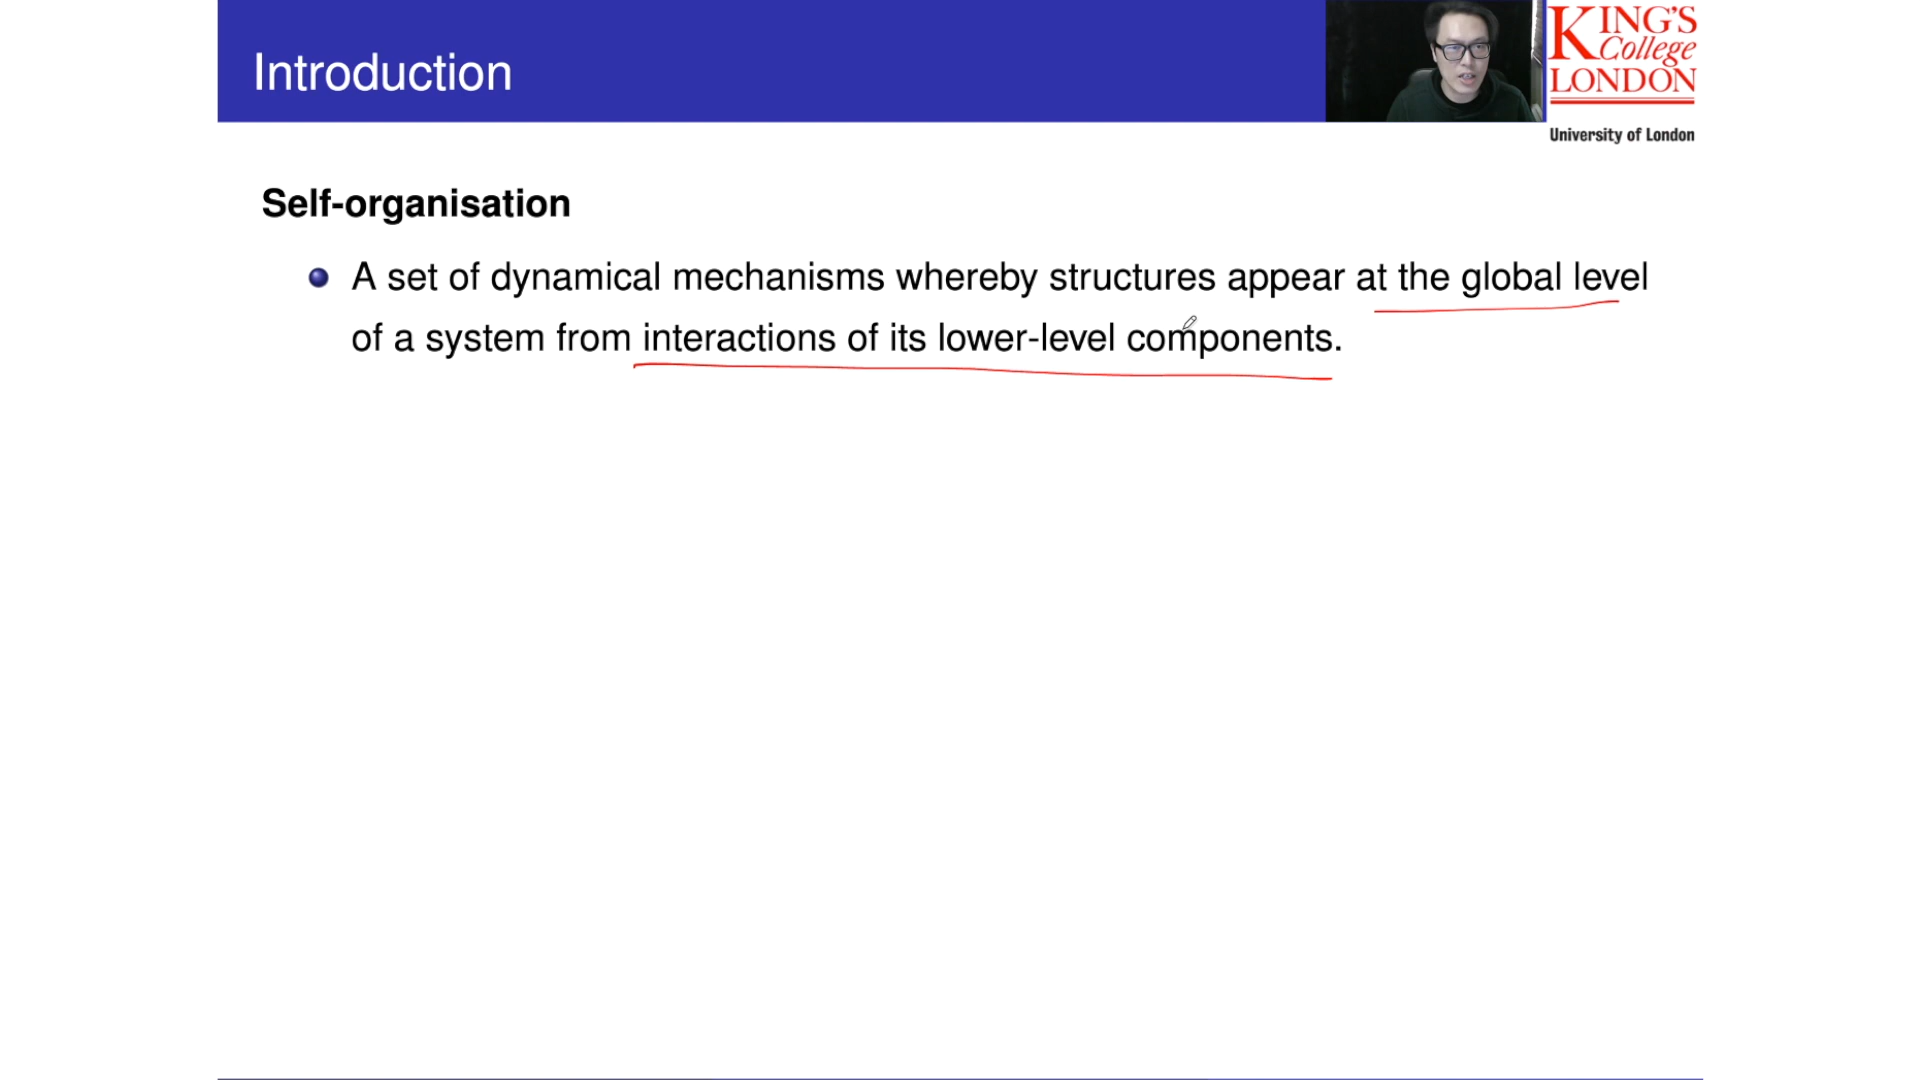 Introduction
KING'S
College
LONDON
University of London
Self-organisation
A set of dynamical mechanisms whereby structures appear at the global level
of a system from interactions of its lower-level components.